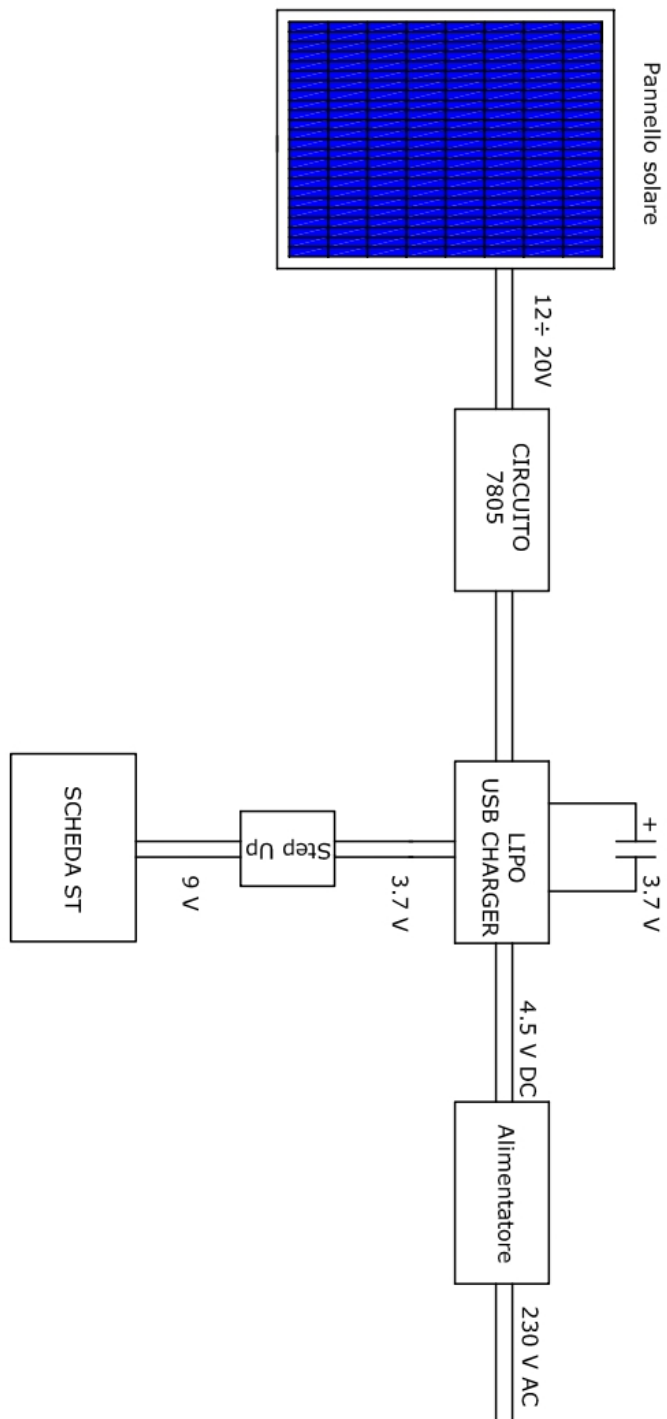 Pannello solare
12÷ 20V
CIRCUITO
7805
+
3.7 V
LIPO
USB CHARGER
4.5 V DC
Alimentatore
230 V AC
3.7 V
Step Up
9 V
SCHEDA ST